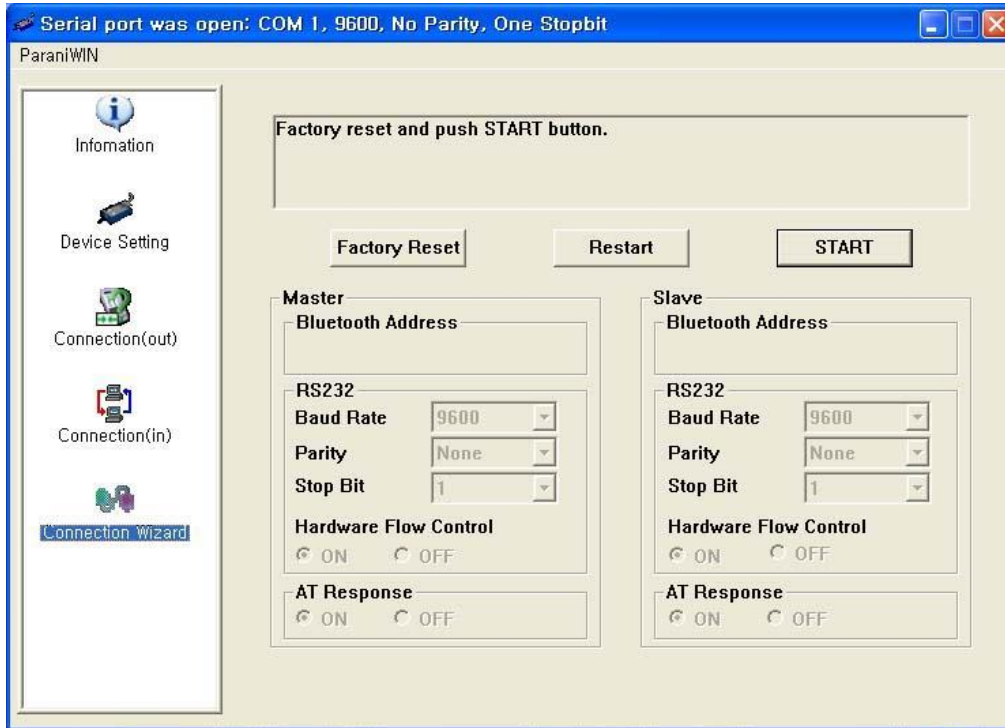 Serial port was open: COM 1, 9600, No Parity, One Stopbit
ParaniWIN
Infomation
Device Setting
Connection(out)
Connection(in)
Connection Wizard
Factory reset and push START button.
Factory Reset
Restart
START
Master
Bluetooth Address
RS232
Baud Rate 9600
Parity None
Stop Bit 1
Hardware Flow Control
ON OFF
AT Response
ON OFF
Slave
Bluetooth Address
RS232
Baud Rate 9600
Parity None
Stop Bit 1
Hardware Flow Control
ON OFF
AT Response
ON OFF